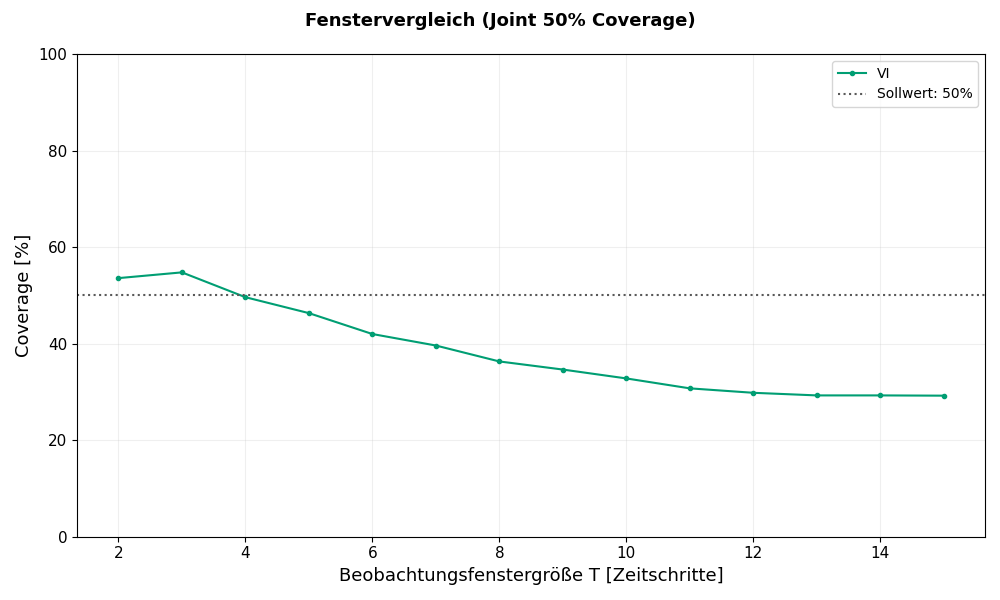 Fenstervergleich (Joint 50% Coverage)
VI
Sollwert: 50%
Coverage [%]
100
80
60
40
20
0
2 4 6 8 10 12 14
Beobachtungsfenstergröße T [Zeitschritte]